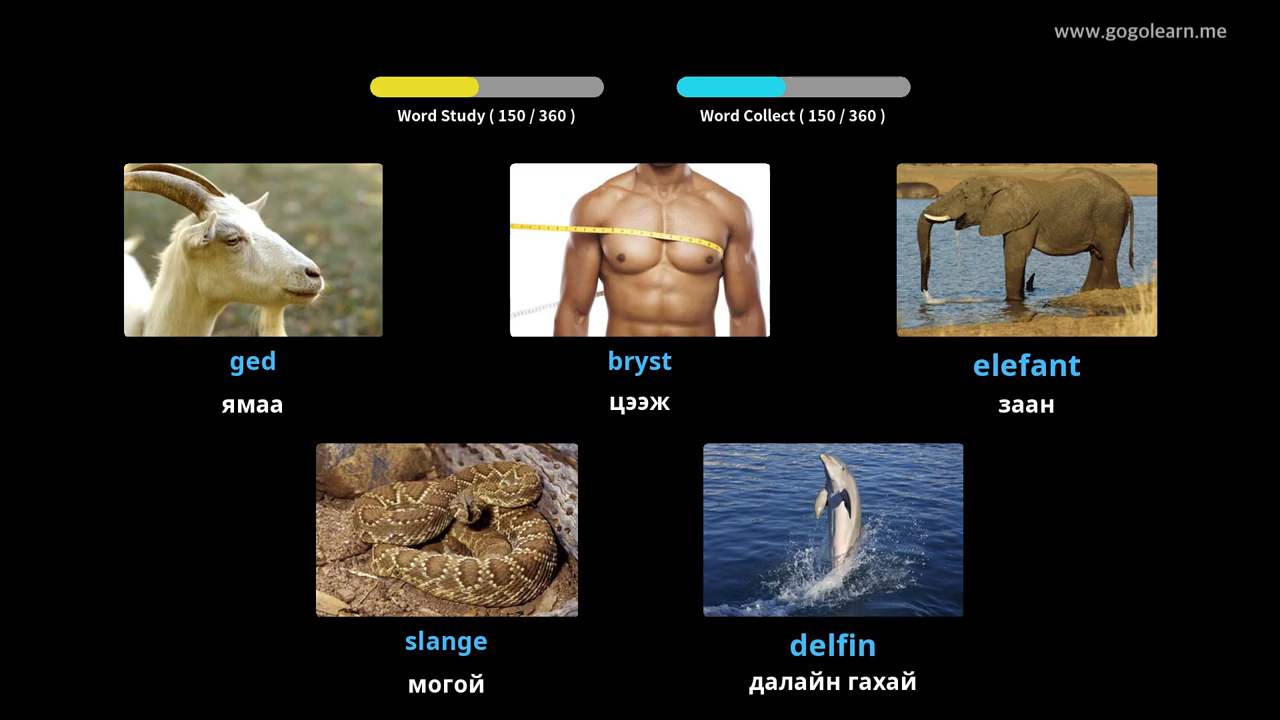 www.gogolearn.me
Word Study ( 150 / 360 )
Word Collect ( 150 / 360 )
ged
bryst
elefant
ямаа
цээж
заан
slange
delfin
могой
далайн гахай